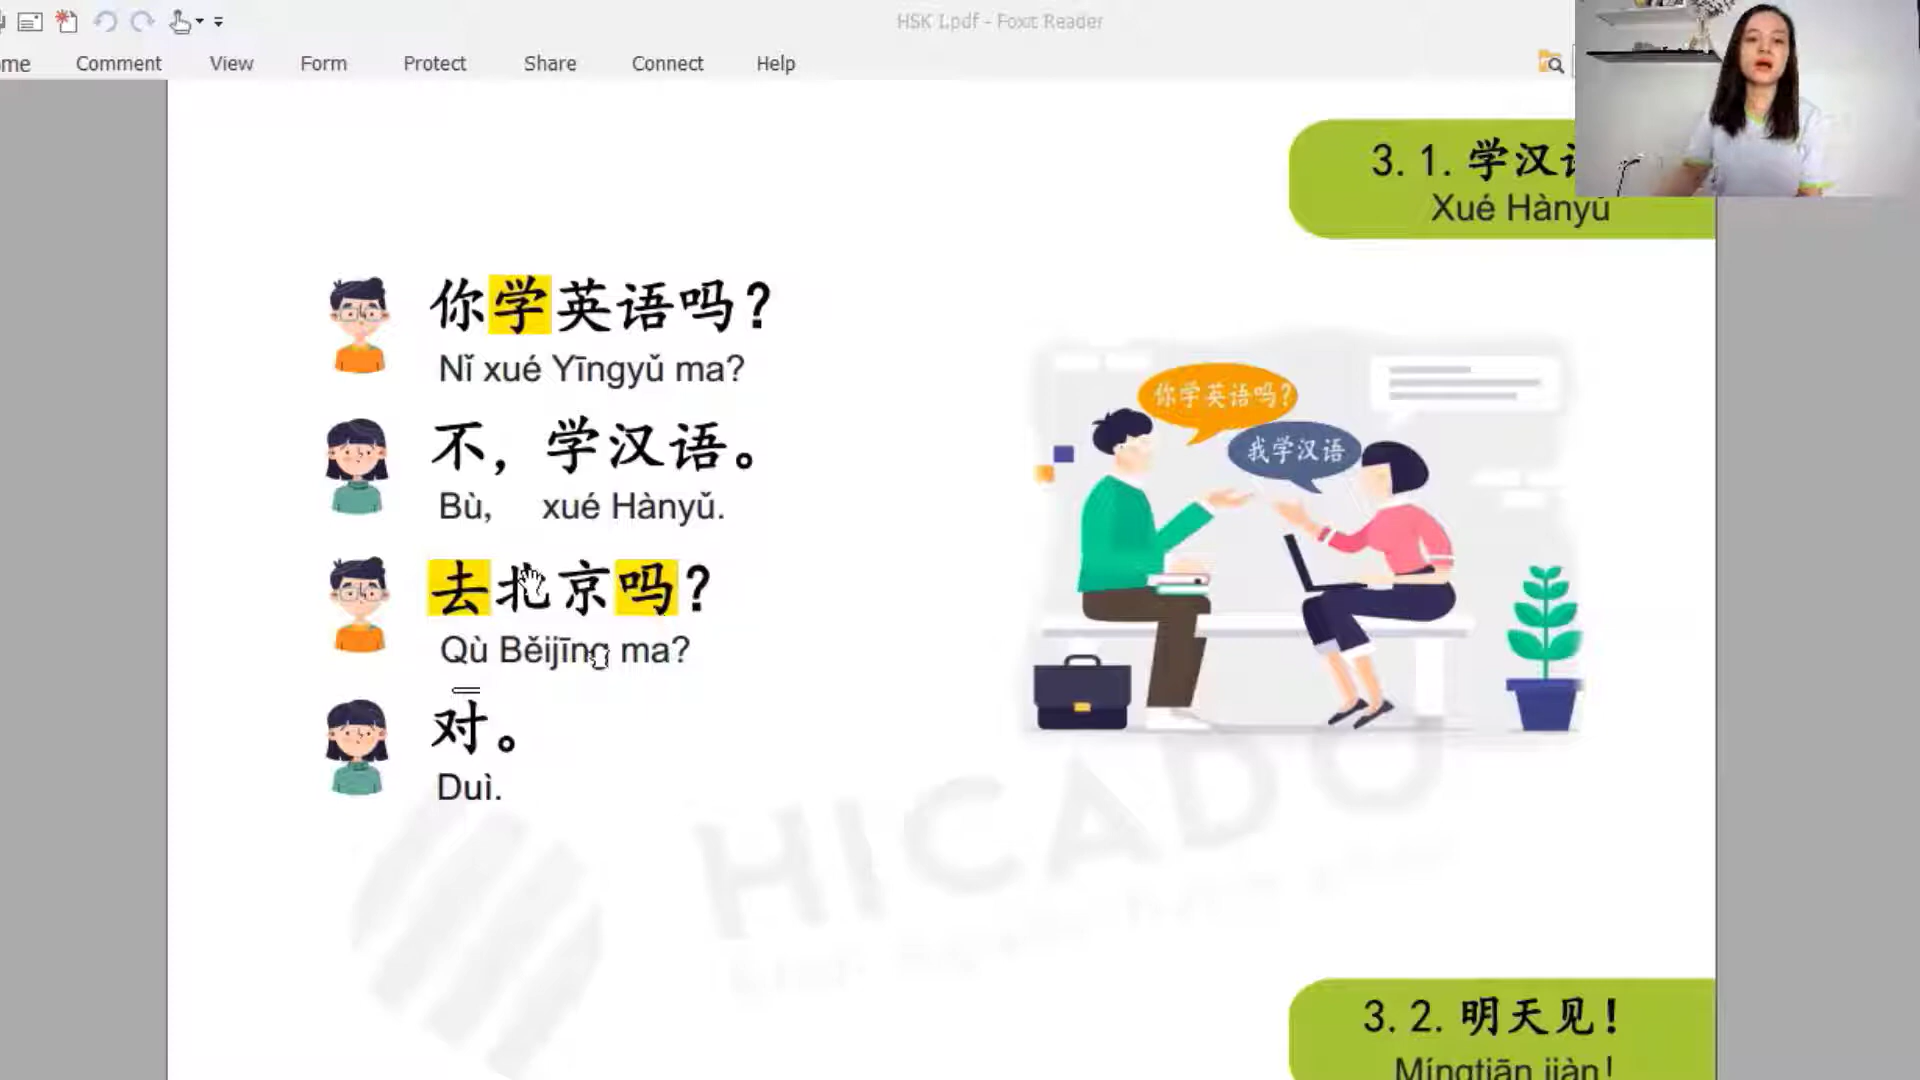 HSK 1.pdf - Foxit Reader
Comment View Form Protect Share Connect Help
3. 1. 学汉
Xué Hànyǔ
你学英语吗？
Nǐ xué Yīngyǔ ma?
不，学汉语。
Bù, xué Hànyǔ.
去北京吗？
Qù Běijīng ma?
对。
Duì.
你学英语吗？
我学汉语
HICADO
3. 2. 明天见！
Míngtiān jiàn!